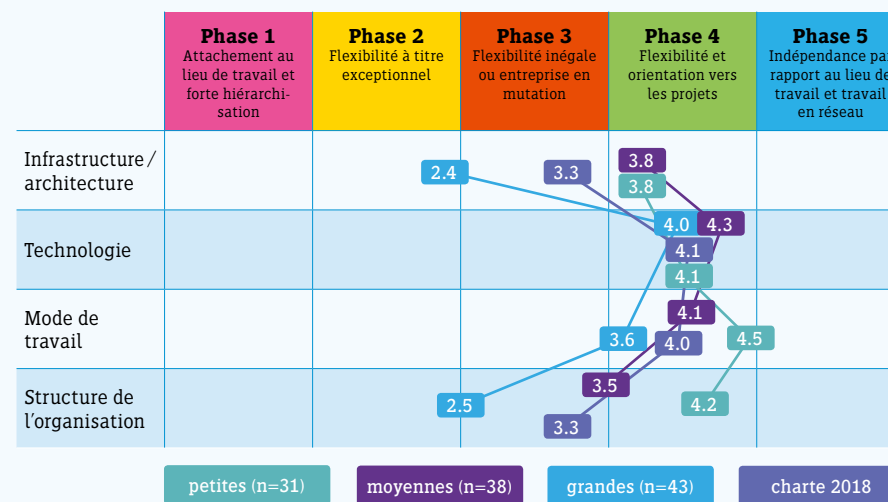 Phase 1
Attachement au
lieu de travail et
forte hiérarchi-
sation
Phase 2
Flexibilité à titre
exceptionnel
Phase 3
Flexibilité inégale
ou entreprise en
mutation
Phase 4
Flexibilité et
orientation vers
les projets
Phase 5
Indépendance par
rapport au lieu de
travail et travail
en réseau
Infrastructure /
architecture
2.4
3.3
3.8
3.8
Technologie
4.0
4.3
4.1
4.1
Mode de
travail
3.6
4.1
4.0
4.5
Structure de
l'organisation
2.5
3.5
3.3
4.2
petites (n=31)
moyennes (n=38)
grandes (n=43)
charte 2018